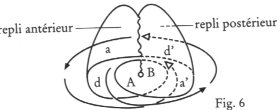 repli antérieur
repli postérieur
a
d'
d
A
B
a'
Fig. 6